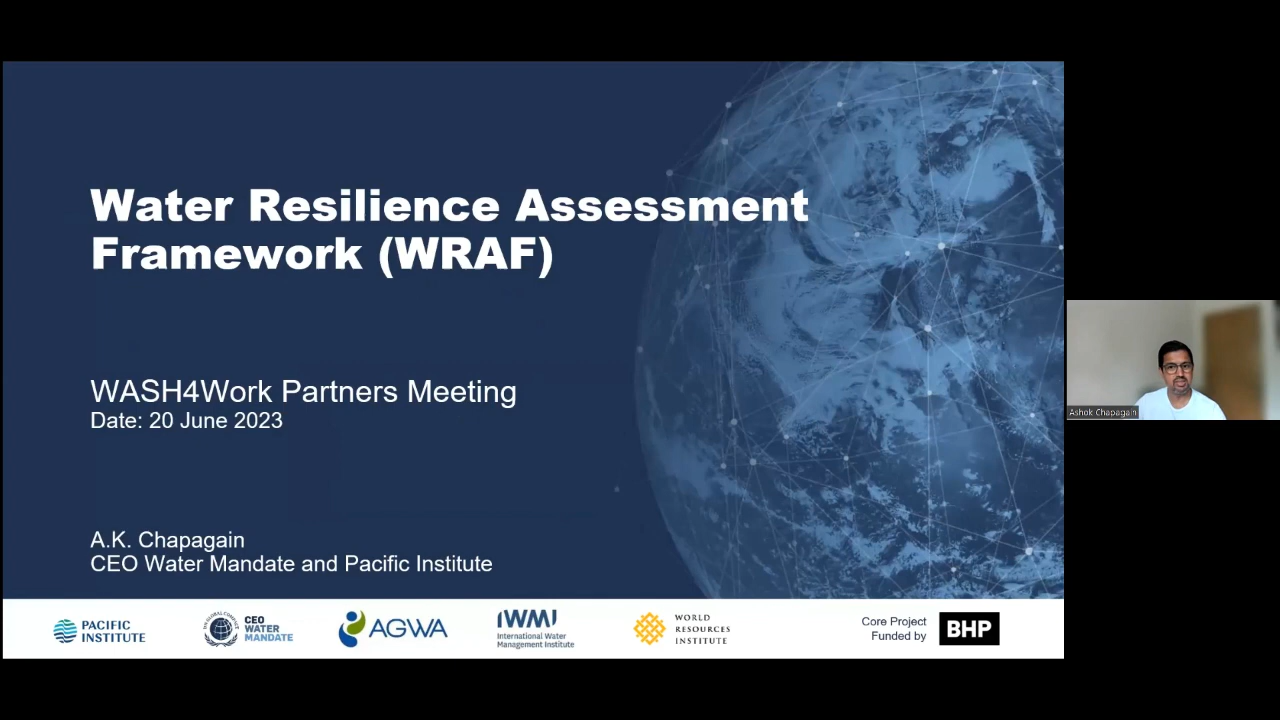 Water Resilience Assessment
Framework (WRAF)
WASH4Work Partners Meeting
Date: 20 June 2023
A.K. Chapagain
CEO Water Mandate and Pacific Institute
PACIFIC
INSTITUTE
CEO
WATER
MANDATE
AGWA
IWMI
International Water
Management Institute
WORLD
RESOURCES
INSTITUTE
Core Project
Funded by
BHP
Ashok Chapagain